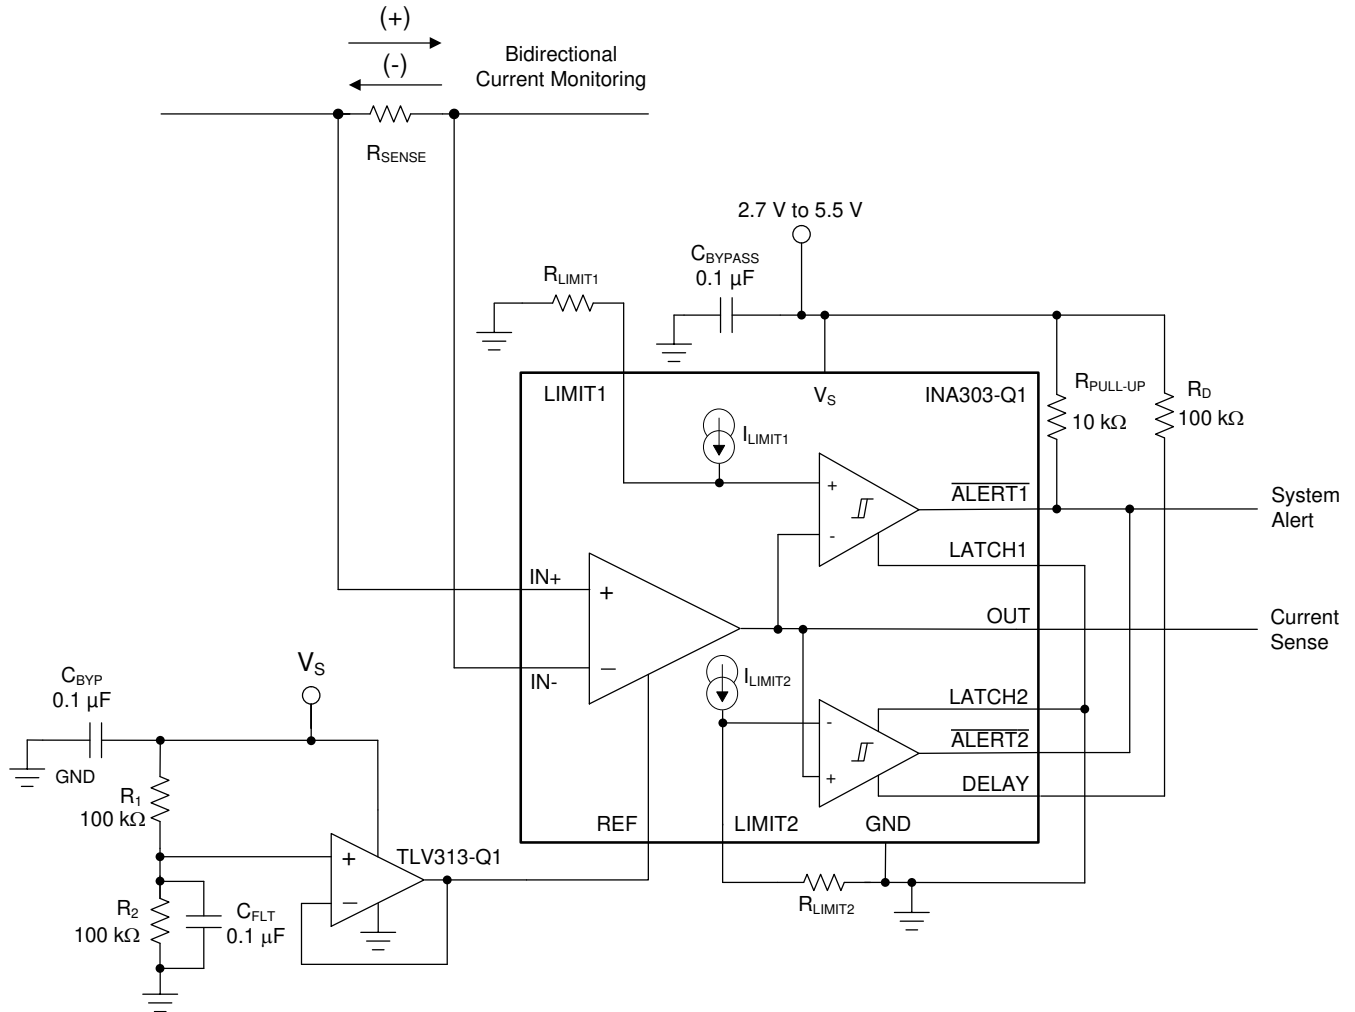 (+)
(-)
Bidirectional
Current Monitoring
RSENSE
2.7 V to 5.5 V
CBYPASS
0.1 µF
RLIMIT1
LIMIT1
VS
INA303-Q1
RPULL-UP
10 kΩ
RD
100 kΩ
ILIMIT1
+
-
ALERT1
System
Alert
LATCH1
IN+
+
OUT
Current
Sense
IN-
−
ILIMIT2
LATCH2
-
+
ALERT2
DELAY
REF
LIMIT2
GND
RLIMIT2
VS
CBYP
0.1 µF
GND
R1
100 kΩ
+
−
TLV313-Q1
R2
100 kΩ
CFLT
0.1 µF